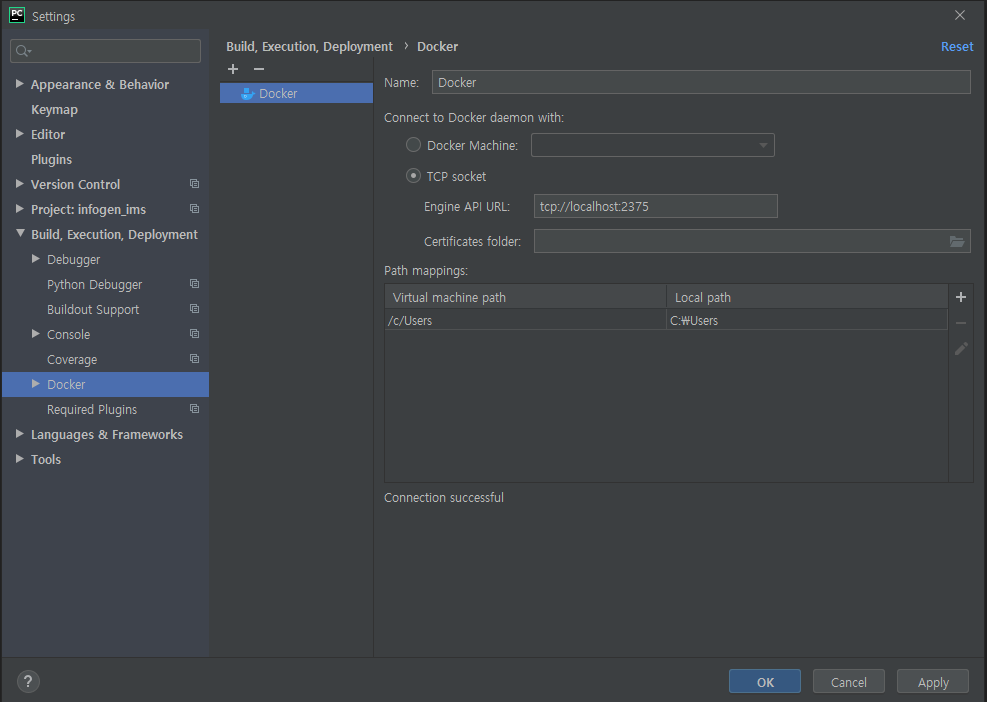 PC Settings
Build, Execution, Deployment › Docker Reset
Appearance & Behavior
Keymap
Editor
Plugins
Version Control
Project: infogen_ims
Build, Execution, Deployment
Debugger
Python Debugger
Buildout Support
Console
Coverage
Docker
Required Plugins
Languages & Frameworks
Tools
Docker
Name: Docker
Connect to Docker daemon with:
Docker Machine:
TCP socket
Engine API URL: tcp://localhost:2375
Certificates folder:
Path mappings:
Virtual machine path Local path
/c/Users C:₩Users
Connection successful
? OK Cancel Apply